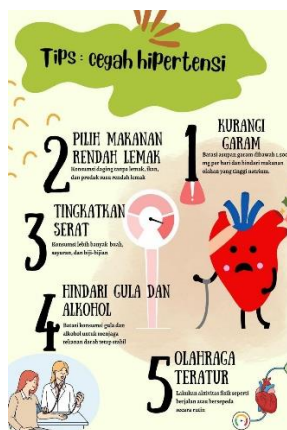 Tips : cegah hipertensi
1
KURANGI
GARAM
Batasi asupan garam dibawah 1.500
mg per hari dan hindari makanan
olahan yang tinggi natrium.
2
PILIH MAKANAN
RENDAH LEMAK
Konsumsi daging tanpa lemak, ikan,
dan produk susu rendah lemak
3
TINGKATKAN
SERAT
Konsumsi lebih banyak buah,
sayuran, dan biji-bijian
4
HINDARI GULA DAN
ALKOHOL
Batasi konsumsi gula dan
alkohol untuk menjaga
tekanan darah tetap stabil
5
OLAHRAGA
TERATUR
Lakukan aktivitas fisik seperti
berjalan atau bersepeda
secara rutin